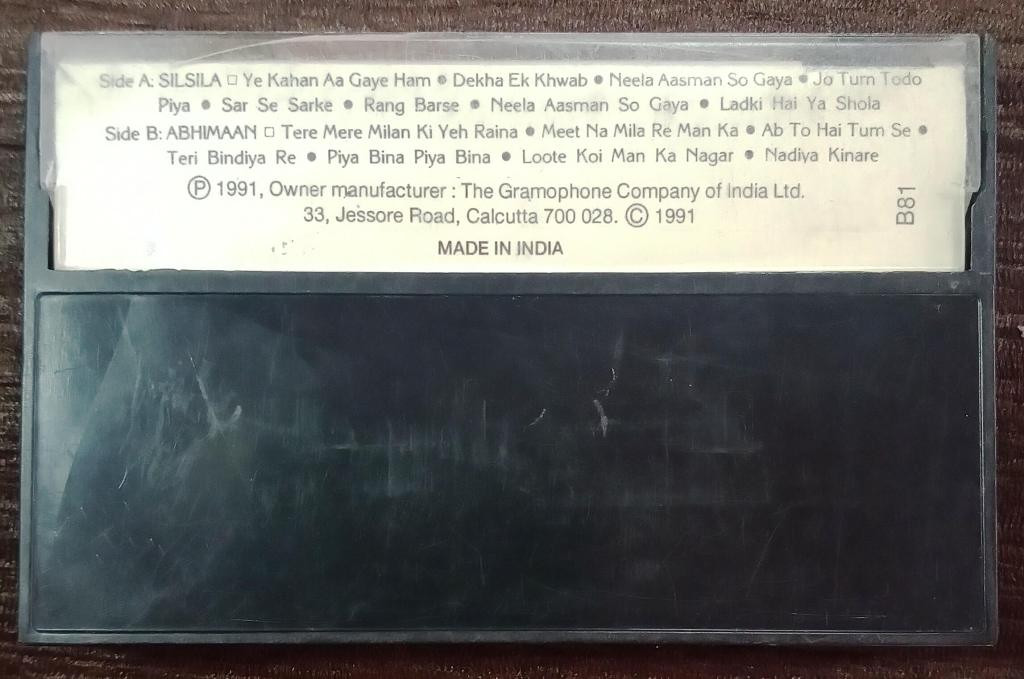 Side A: SILSILA □ Ye Kahan Aa Gaye Ham ● Dekha Ek Khwab ● Neela Aasman So Gaya ● Jo Tum Todo
Piya ● Sar Se Sarke ● Rang Barse ● Neela Aasman So Gaya ● Ladki Hai Ya Shola
Side B: ABHIMAAN □ Tere Mere Milan Ki Yeh Raina ● Meet Na Mila Re Man Ka ● Ab To Hai Tum Se ●
Teri Bindiya Re ● Piya Bina Piya Bina ● Loote Koi Man Ka Nagar ● Nadiya Kinare
Ⓟ 1991, Owner manufacturer : The Gramophone Company of India Ltd.
33, Jessore Road, Calcutta 700 028. © 1991
MADE IN INDIA
B81